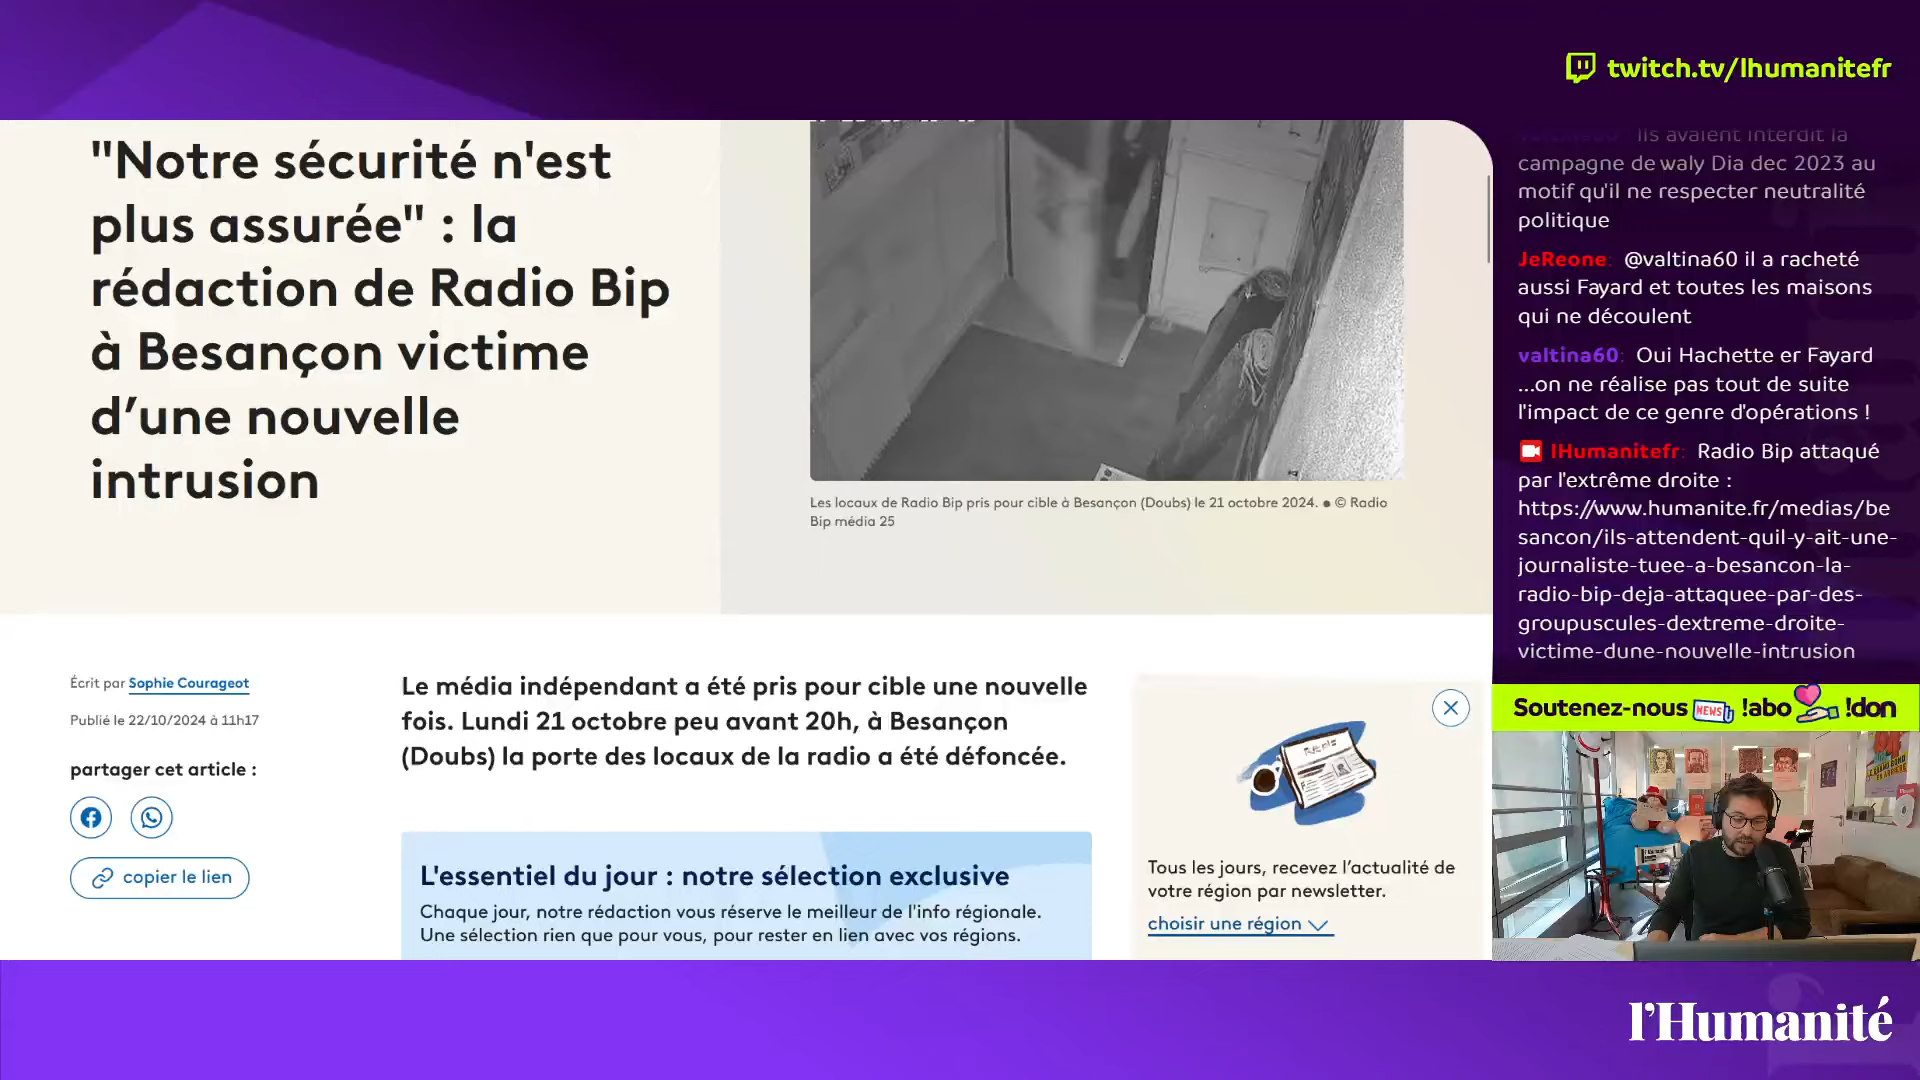 twitch.tv/lhumanitefr
"Notre sécurité n'est
plus assurée" : la
rédaction de Radio Bip
à Besançon victime
d’une nouvelle
intrusion
Les locaux de Radio Bip pris pour cible à Besançon (Doubs) le 21 octobre 2024. • © Radio
Bip média 25
Écrit par Sophie Courageot
Publié le 22/10/2024 à 11h17
partager cet article :
copier le lien
Le média indépendant a été pris pour cible une nouvelle
fois. Lundi 21 octobre peu avant 20h, à Besançon
(Doubs) la porte des locaux de la radio a été défoncée.
L'essentiel du jour : notre sélection exclusive
Chaque jour, notre rédaction vous réserve le meilleur de l'info régionale.
Une sélection rien que pour vous, pour rester en lien avec vos régions.
Tous les jours, recevez l’actualité de
votre région par newsletter.
choisir une région
Ils avaient interdit la
campagne de waly Dia dec 2023 au
motif qu'il ne respecter neutralité
politique
JeReone: @valtina60 il a racheté
aussi Fayard et toutes les maisons
qui ne découlent
valtina60: Oui Hachette er Fayard
...on ne réalise pas tout de suite
l'impact de ce genre d'opérations !
lHumanitefr: Radio Bip attaqué
par l'extrême droite :
https://www.humanite.fr/medias/be
sancon/ils-attendent-quil-y-ait-une-
journaliste-tuee-a-besancon-la-
radio-bip-deja-attaquee-par-des-
groupuscules-dextreme-droite-
victime-dune-nouvelle-intrusion
Soutenez-nous NEWS !abo !don
l'Humanité